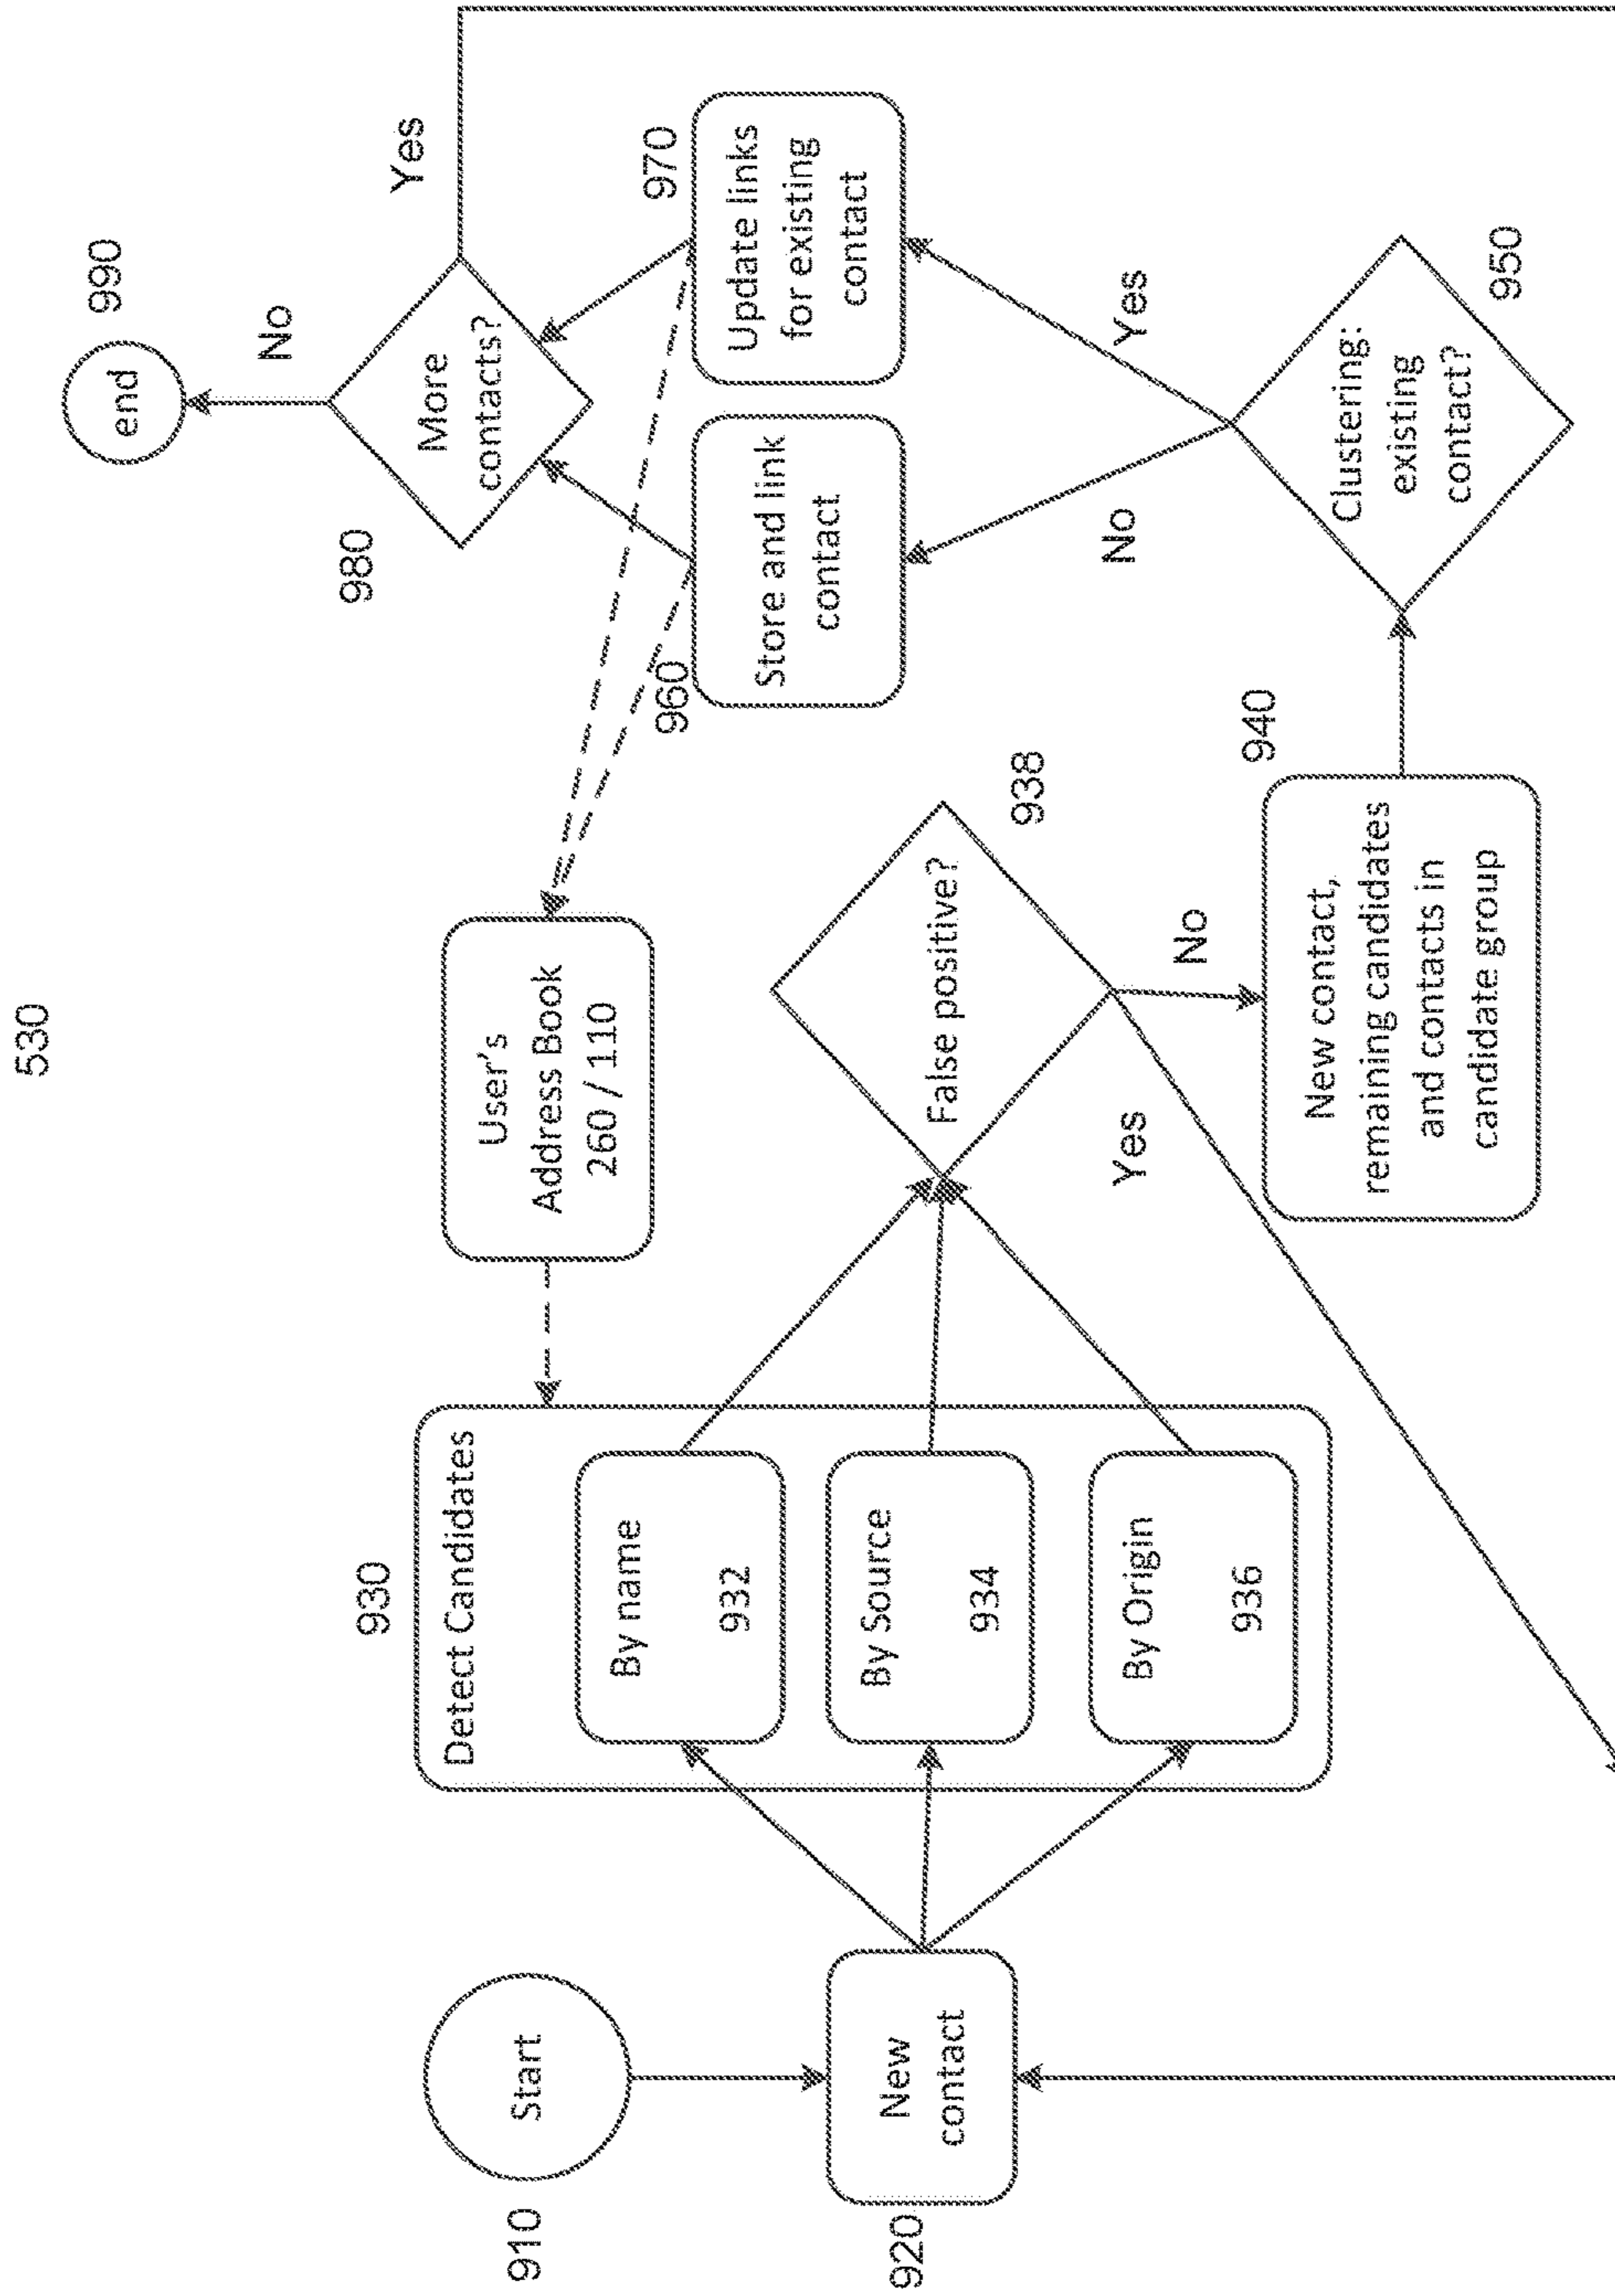 530
910
Start
920
New
contact
930
Detect Candidates
By name
932
By Source
934
By Origin
936
User's
Address Book
260 / 110
False positive?
938
Yes
No
940
New contact,
remaining candidates
and contacts in
candidate group
Clustering:
existing
contact?
950
No
Yes
960
Store and link
contact
970
Update links
for existing
contact
980
More
contacts?
Yes
No
990
end